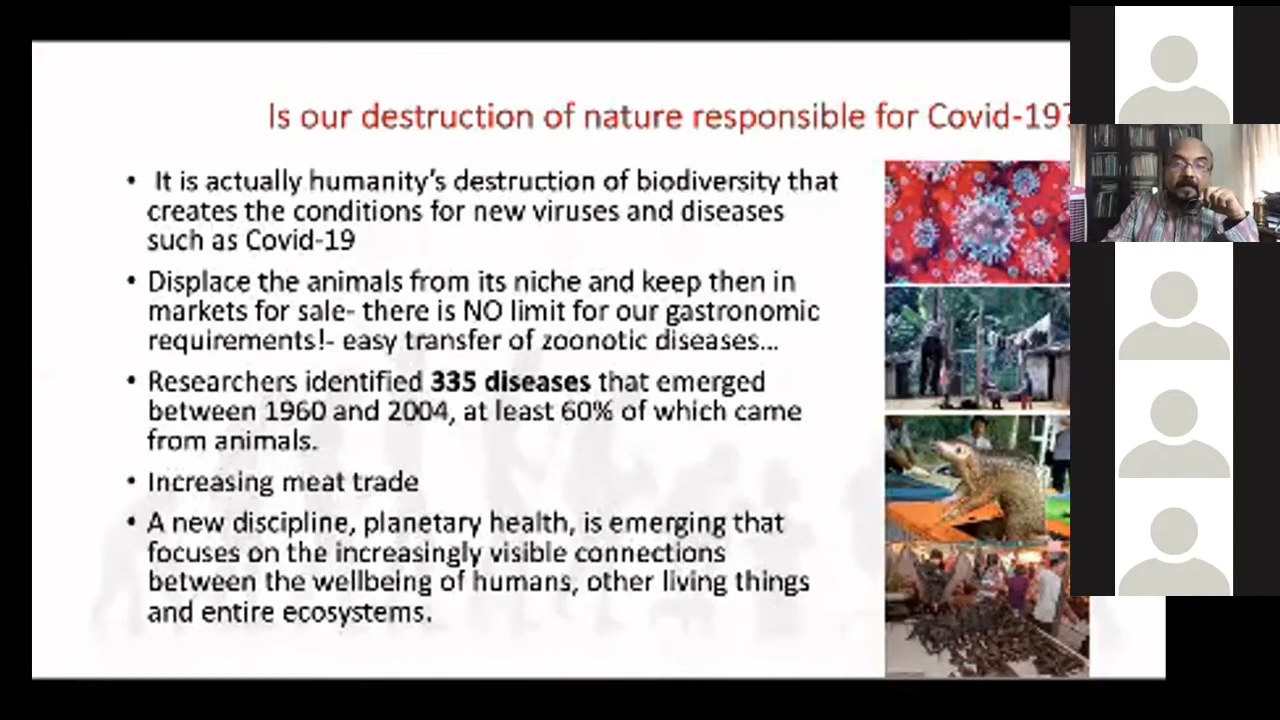 Is our destruction of nature responsible for Covid-19?
• It is actually humanity's destruction of biodiversity that
creates the conditions for new viruses and diseases
such as Covid-19
• Displace the animals from its niche and keep then in
markets for sale- there is NO limit for our gastronomic
requirements!- easy transfer of zoonotic diseases...
• Researchers identified 335 diseases that emerged
between 1960 and 2004, at least 60% of which came
from animals.
• Increasing meat trade
• A new discipline, planetary health, is emerging that
focuses on the increasingly visible connections
between the wellbeing of humans, other living things
and entire ecosystems.